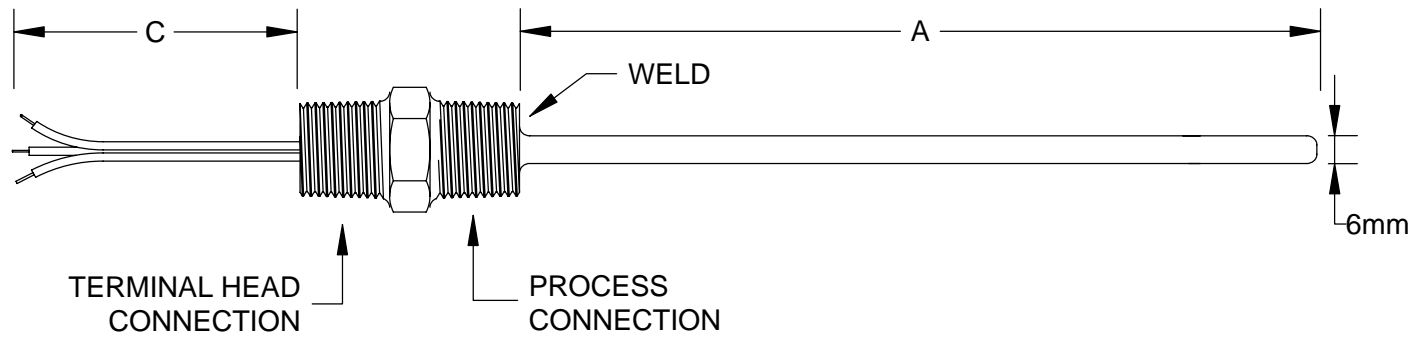 C
A
WELD
6mm
TERMINAL HEAD
CONNECTION
PROCESS
CONNECTION